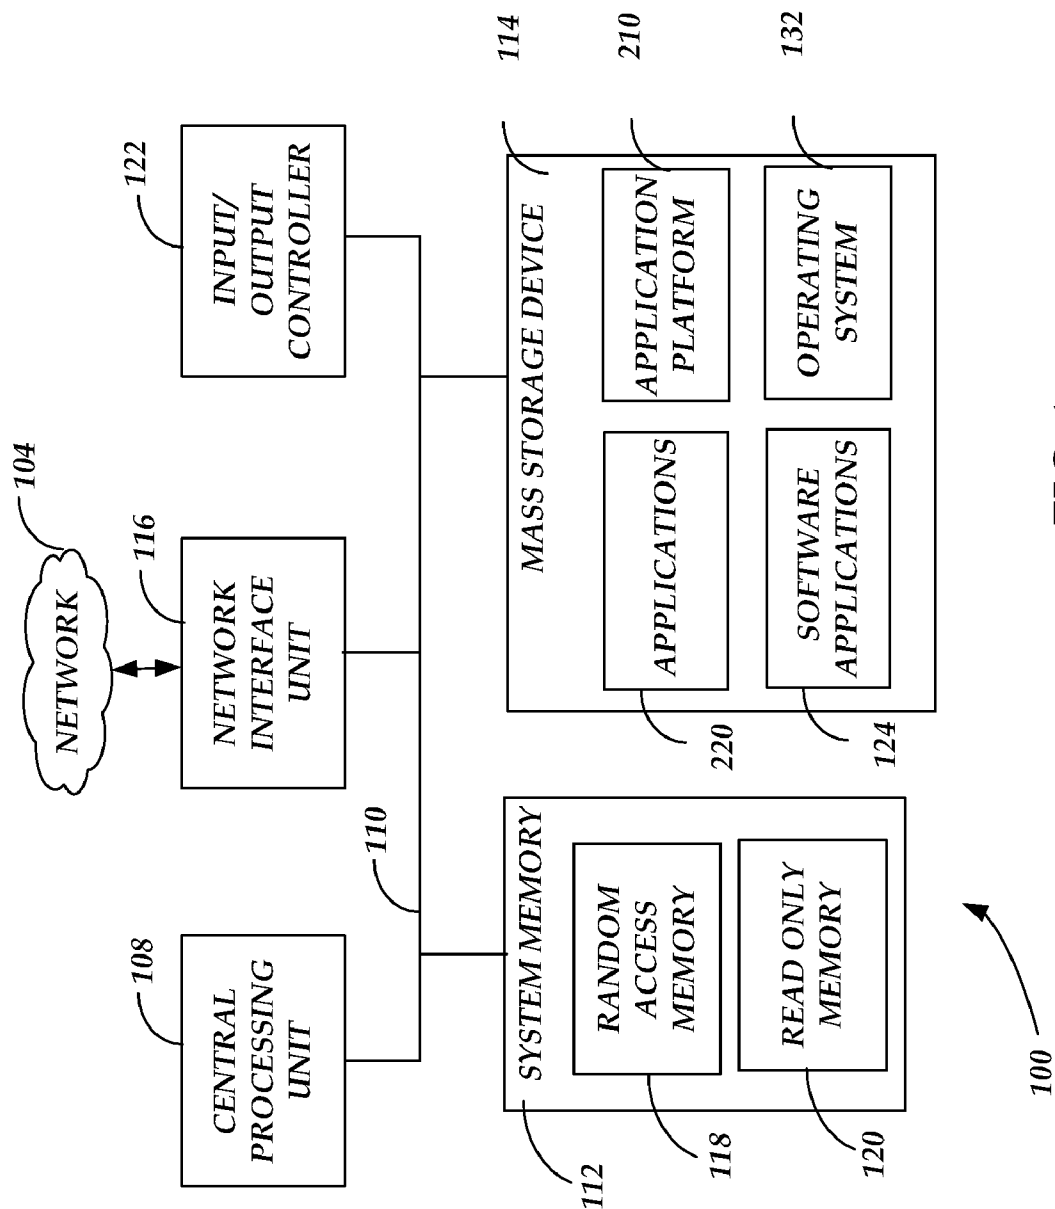 NETWORK
104
CENTRAL
PROCESSING
UNIT
108
NETWORK
INTERFACE
UNIT
116
INPUT/
OUTPUT
CONTROLLER
122
110
SYSTEM MEMORY
112
RANDOM
ACCESS
MEMORY
118
READ ONLY
MEMORY
120
MASS STORAGE DEVICE
114
APPLICATIONS
220
APPLICATION
PLATFORM
210
SOFTWARE
APPLICATIONS
124
OPERATING
SYSTEM
132
100